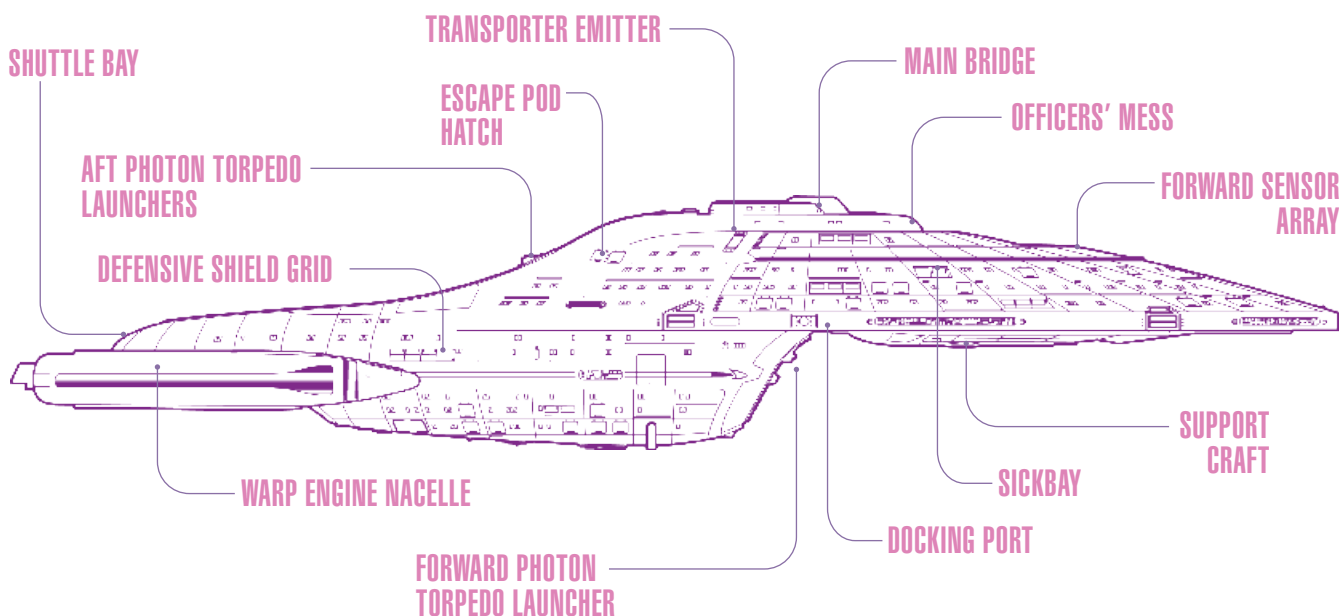 TRANSPORTER EMITTER
SHUTTLE BAY
MAIN BRIDGE
ESCAPE POD
HATCH
OFFICERS’ MESS
AFT PHOTON TORPEDO
LAUNCHERS
FORWARD SENSOR
ARRAY
DEFENSIVE SHIELD GRID
SUPPORT
CRAFT
WARP ENGINE NACELLE
SICKBAY
DOCKING PORT
FORWARD PHOTON
TORPEDO LAUNCHER